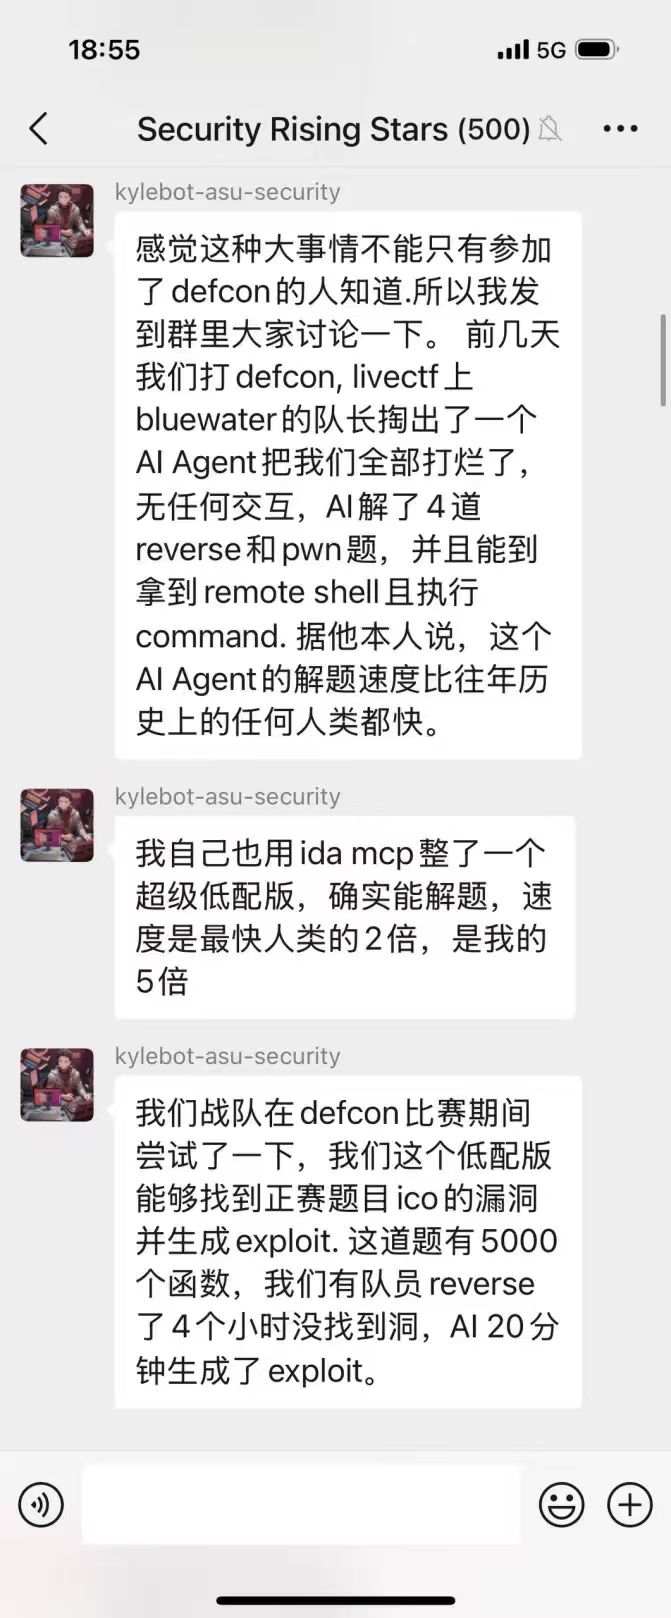 18:55
5G
Security Rising Stars (500)
kylebot-asu-security
感觉这种大事情不能只有参加
了defcon的人知道.所以我发
到群里大家讨论一下。 前几天
我们打defcon, livectf上
bluewater的队长掏出了一个
AI Agent把我们全部打烂了，
无任何交互，AI解了4道
reverse和pwn题，并且能到
拿到remote shell且执行
command. 据他本人说，这个
AI Agent的解题速度比往年历
史上的任何人类都快。
kylebot-asu-security
我自己也用ida mcp整了一个
超级低配版，确实能解题，速
度是最快人类的2倍，是我的
5倍
kylebot-asu-security
我们战队在defcon比赛期间
尝试了一下，我们这个低配版
能够找到正赛题目ico的漏洞
并生成exploit. 这道题有5000
个函数，我们有队员reverse
了4个小时没找到洞，AI 20分
钟生成了exploit。